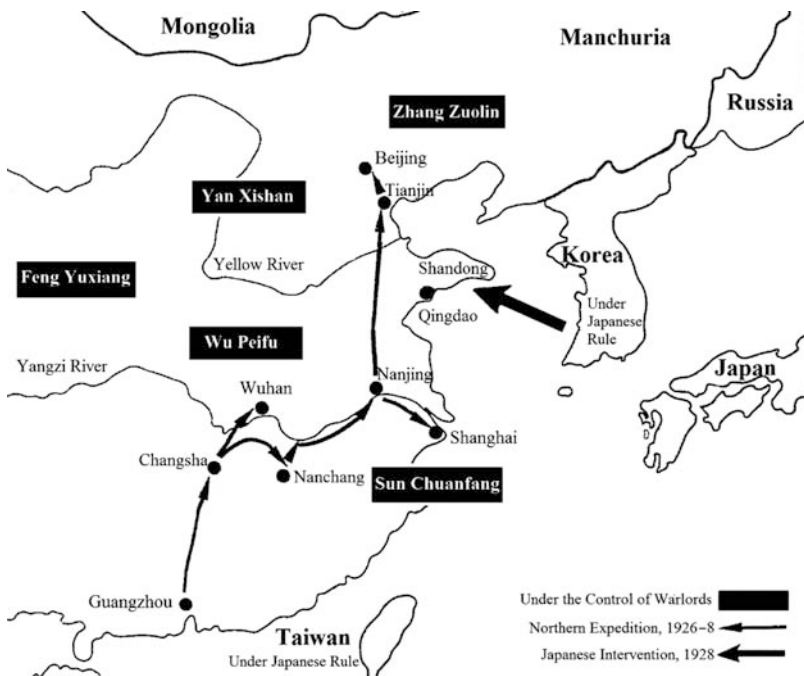 Mongolia
Manchuria
Russia
Zhang Zuolin
Beijing
Tianjin
Yan Xishan
Yellow River
Shandong
Korea
Feng Yuxiang
Qingdao
Under
Japanese
Rule
Wu Peifu
Yangzi River
Wuhan
Nanjing
Japan
Shanghai
Changsha
Nanchang
Sun Chuanfang
Guangzhou
Taiwan
Under Japanese Rule
Under the Control of Warlords
Northern Expedition, 1926–8
Japanese Intervention, 1928